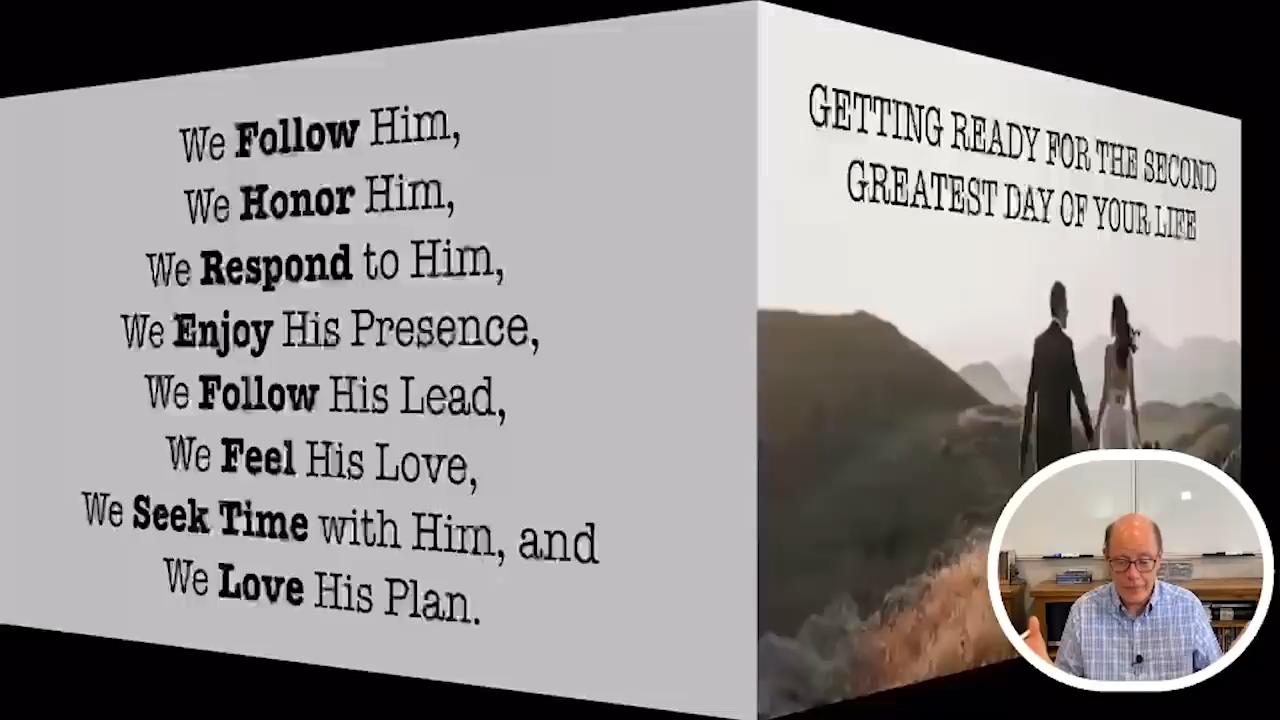 We Follow Him,
We Honor Him,
We Respond to Him,
We Enjoy His Presence,
We Follow His Lead,
We Feel His Love,
We Seek Time with Him, and
We Love His Plan.
GETTING READY FOR THE SECOND
GREATEST DAY OF YOUR LIFE